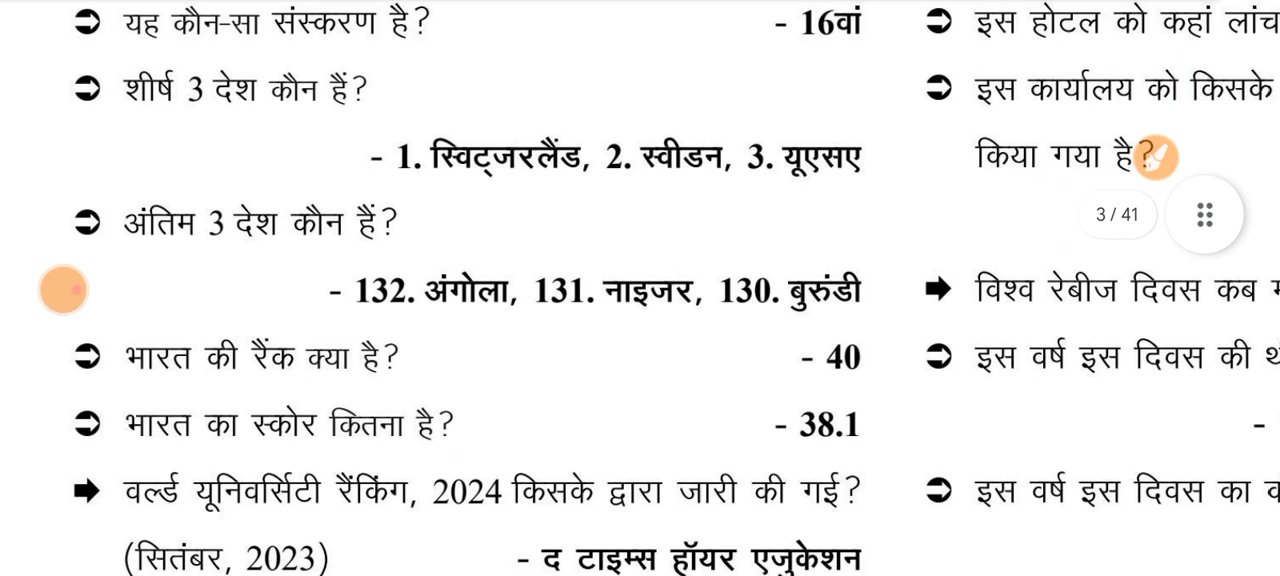 ➲ यह कौन-सा संस्करण है? - 16वां
➲ शीर्ष 3 देश कौन हैं?
- 1. स्विट्जरलैंड, 2. स्वीडन, 3. यूएसए
➲ अंतिम 3 देश कौन हैं?
- 132. अंगोला, 131. नाइजर, 130. बुरुंडी
➲ भारत की रैंक क्या है? - 40
➲ भारत का स्कोर कितना है? - 38.1
➡ वर्ल्ड यूनिवर्सिटी रैंकिंग, 2024 किसके द्वारा जारी की गई?
(सितंबर, 2023) - द टाइम्स हॉयर एजुकेशन
➲ इस होटल को कहां लांच
➲ इस कार्यालय को किसके
किया गया है?
3 / 41
➡ विश्व रेबीज दिवस कब
➲ इस वर्ष इस दिवस की
-
➲ इस वर्ष इस दिवस का